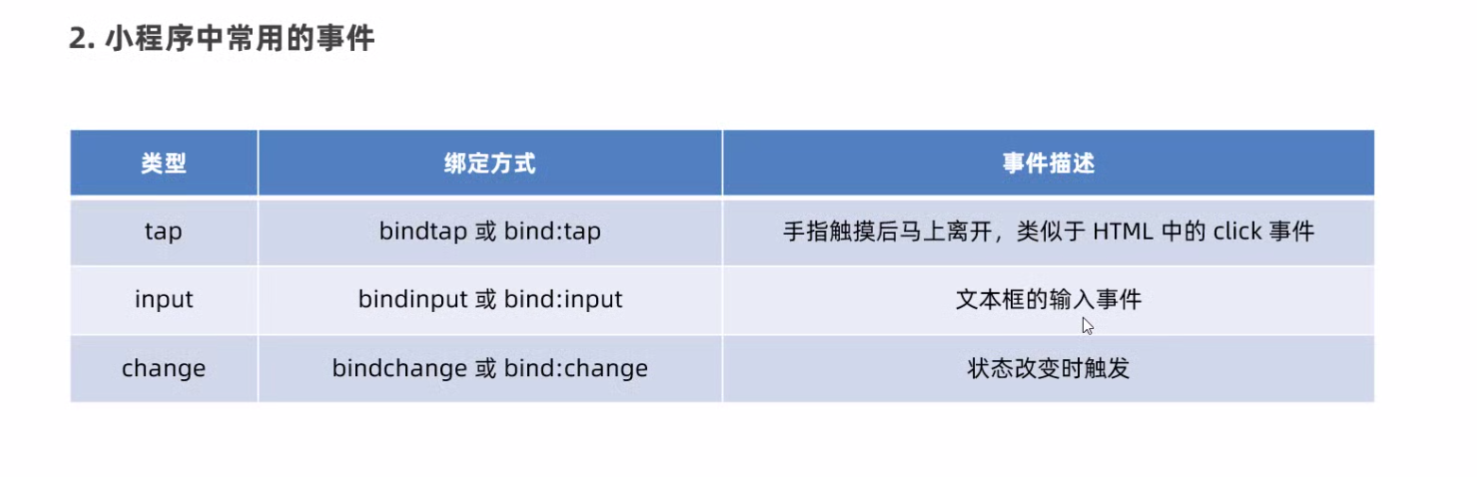 2. 小程序中常用的事件
类型 绑定方式 事件描述
tap bindtap 或 bind:tap 手指触摸后马上离开，类似于 HTML 中的 click 事件
input bindinput 或 bind:input 文本框的输入事件
change bindchange 或 bind:change 状态改变时触发